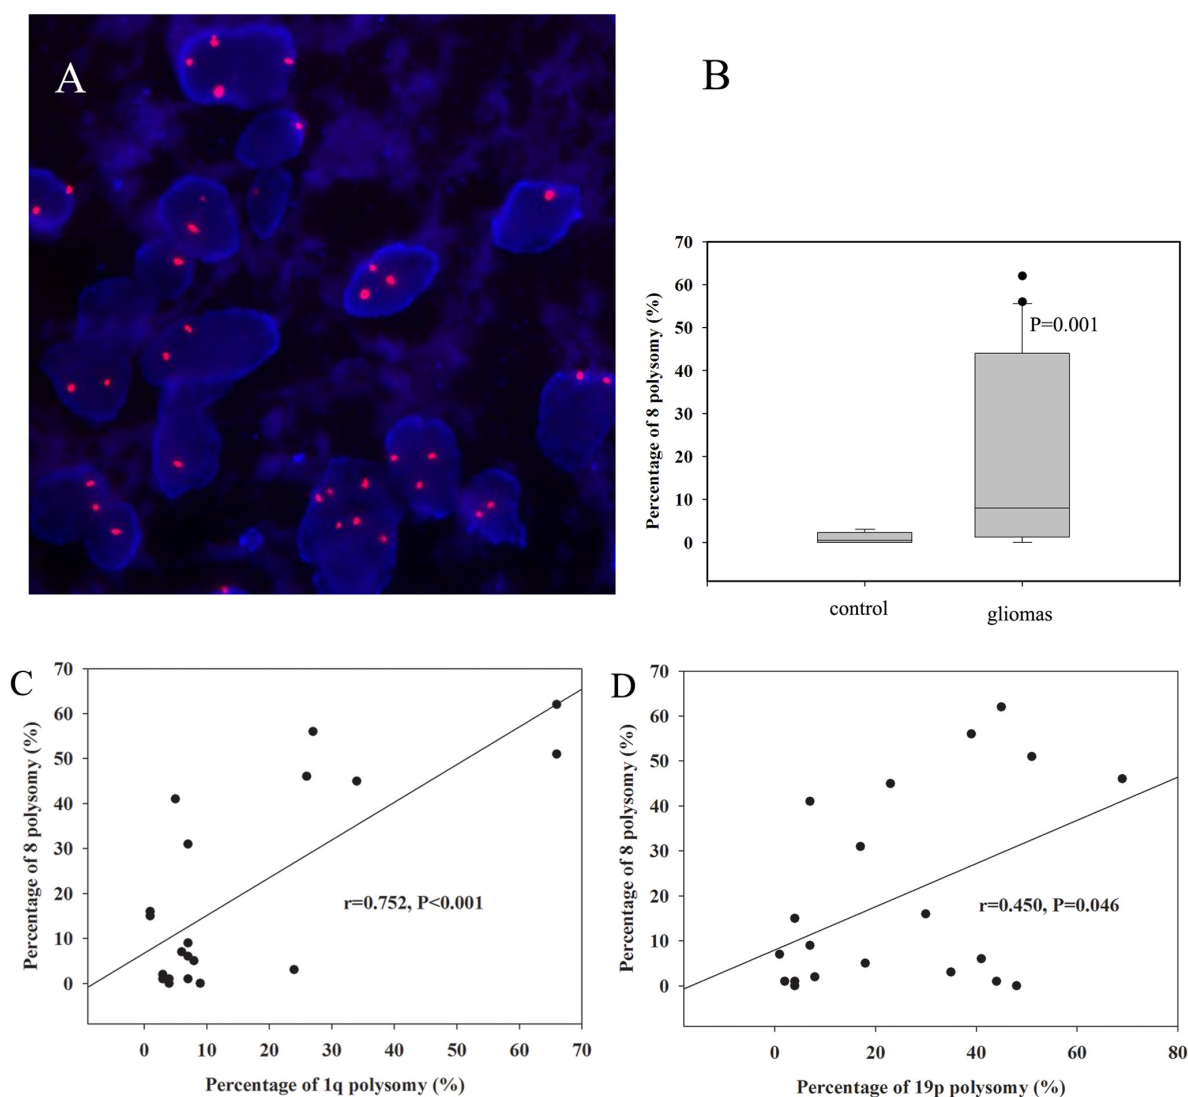 A
B
70
60
50
40
30
20
10
0
Percentage of 8 polysomy (%)
P=0.001
control
gliomas
C
70
60
50
40
30
20
10
0
Percentage of 8 polysomy (%)
r=0.752, P<0.001
0 10 20 30 40 50 60 70
Percentage of 1q polysomy (%)
D
70
60
50
40
30
20
10
0
Percentage of 8 polysomy (%)
r=0.450, P=0.046
0 20 40 60 80
Percentage of 19p polysomy (%)